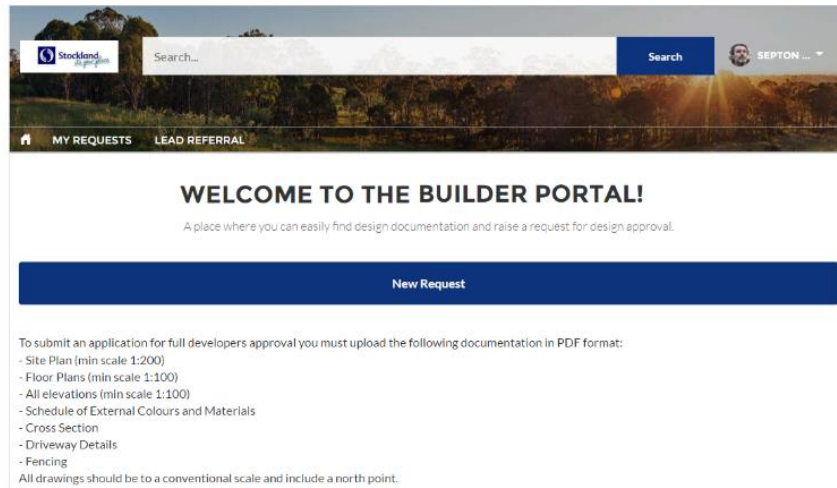 Stockland
Search...
Search
SEPTON ...
MY REQUESTS
LEAD REFERRAL
WELCOME TO THE BUILDER PORTAL!
A place where you can easily find design documentation and raise a request for design approval.
New Request
To submit an application for full developers approval you must upload the following documentation in PDF format:
- Site Plan (min scale 1:200)
- Floor Plans (min scale 1:100)
- All elevations (min scale 1:100)
- Schedule of External Colours and Materials
- Cross Section
- Driveway Details
- Fencing
All drawings should be to a conventional scale and include a north point.